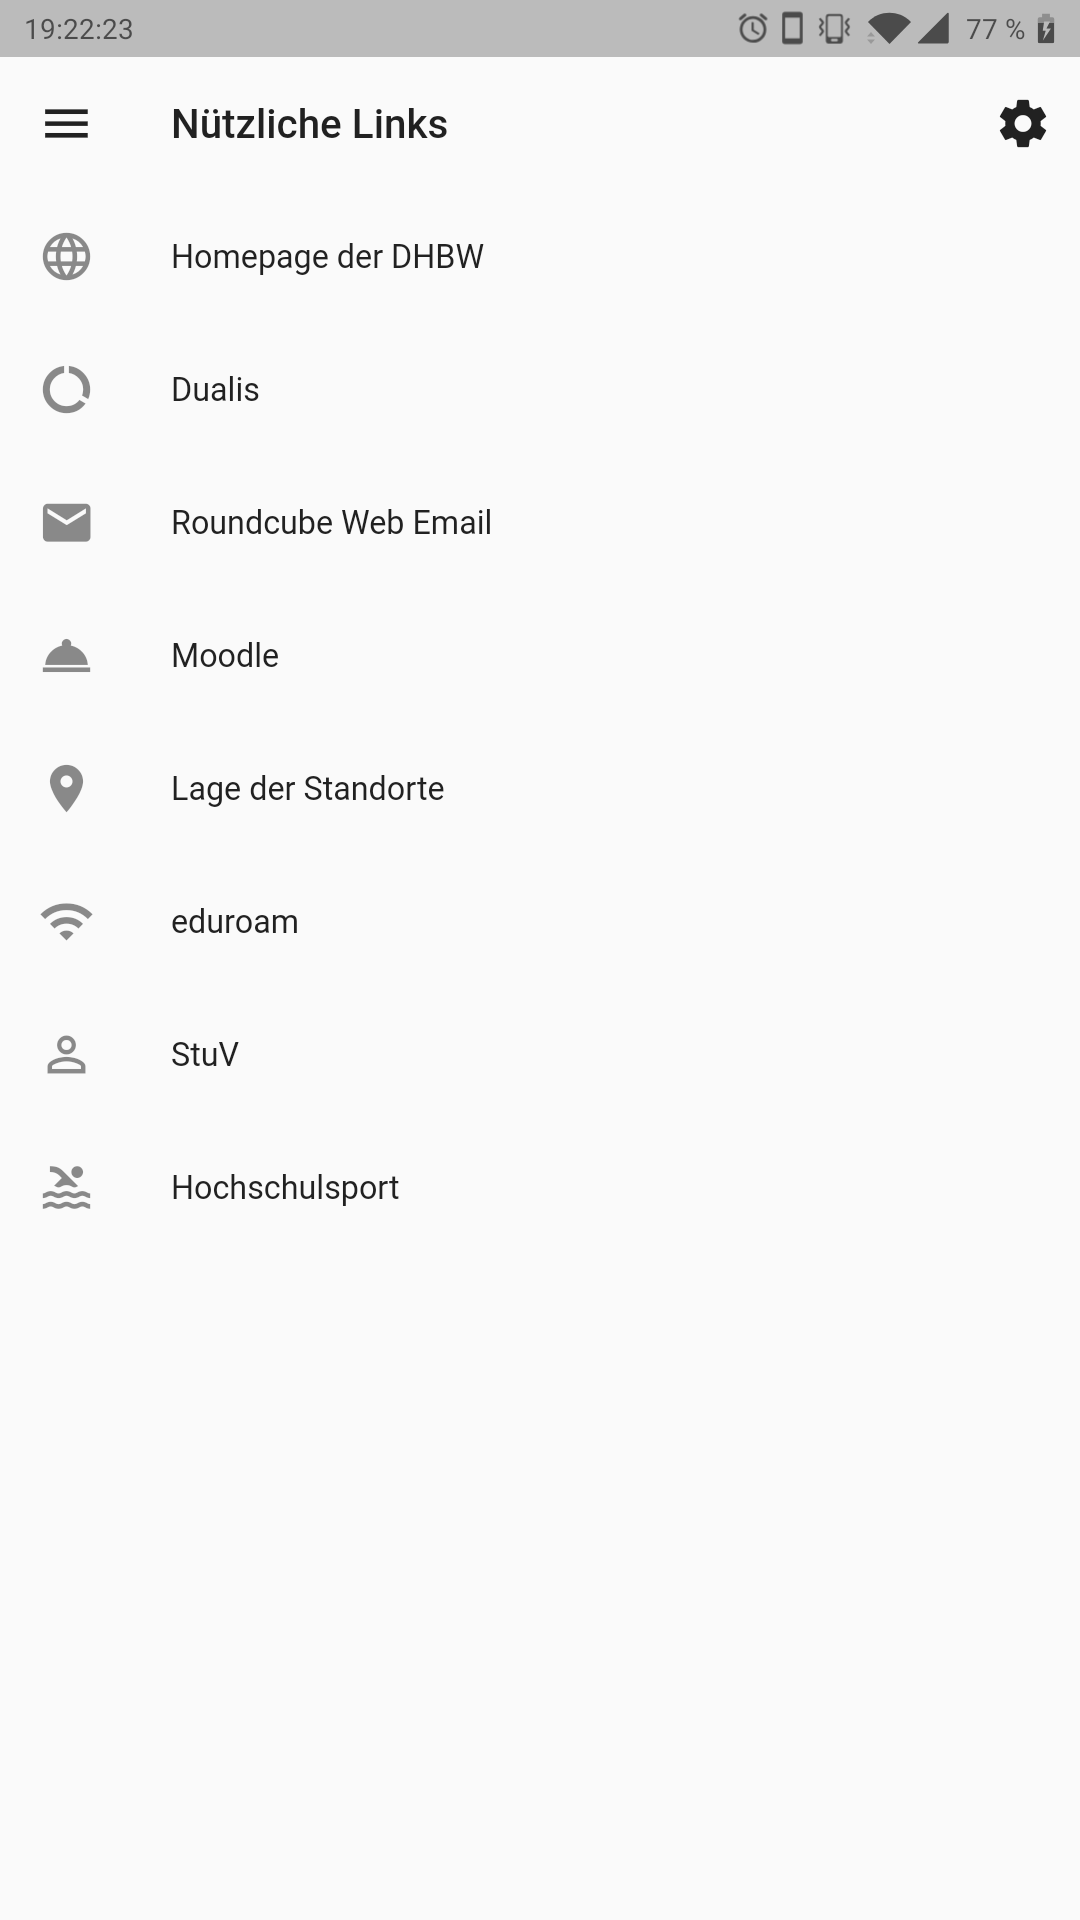 19:22:23 77 %
Nützliche Links
Homepage der DHBW
Dualis
Roundcube Web Email
Moodle
Lage der Standorte
eduroam
StuV
Hochschulsport